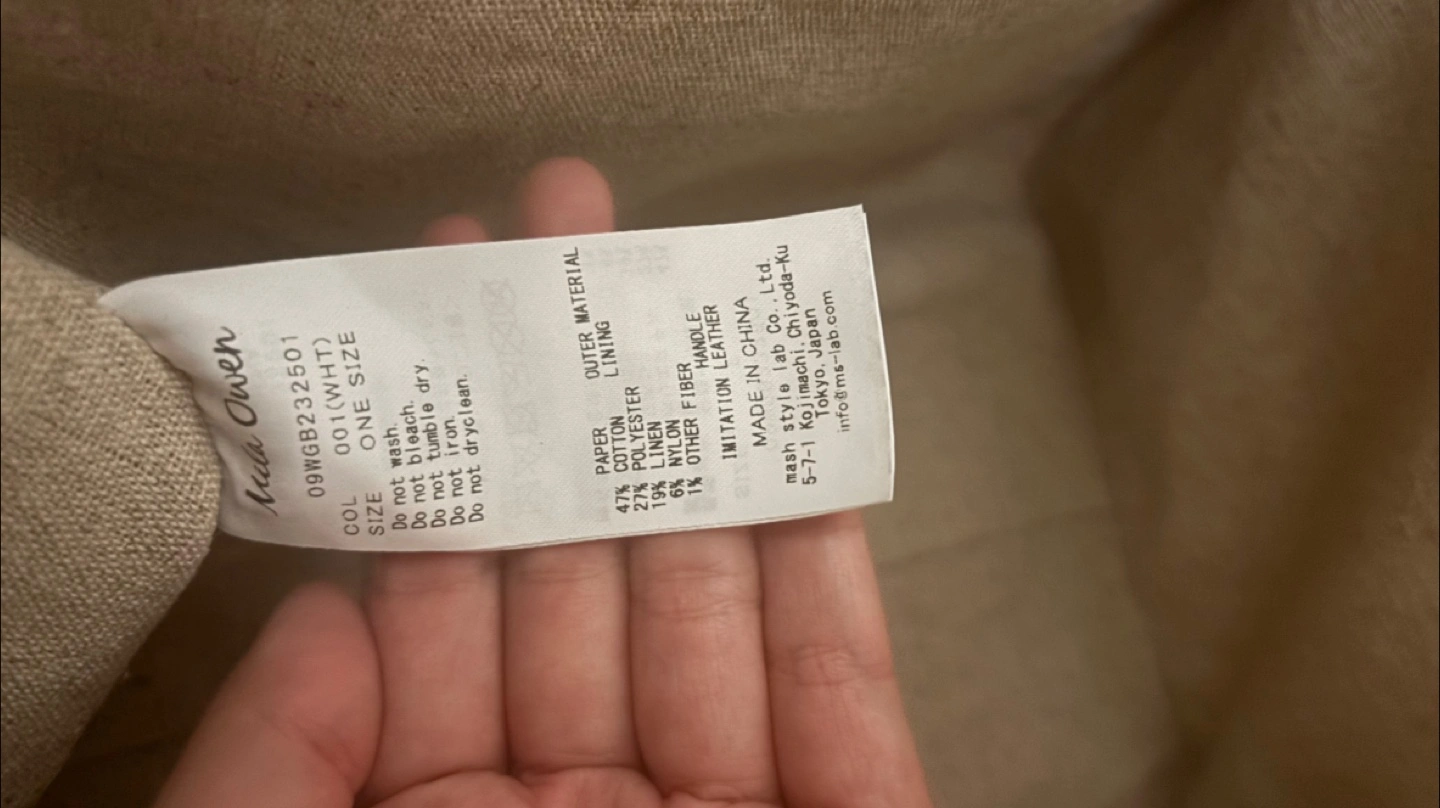 Mila Owen
09WGB232501
COL 001(WHT)
SIZE ONE SIZE
Do not wash.
Do not bleach.
Do not tumble dry.
Do not iron.
Do not dryclean.
OUTER MATERIAL
PAPER
LINING
47% COTTON
27% POLYESTER
19% LINEN
6% NYLON
1% OTHER FIBER
HANDLE
IMITATION LEATHER
MADE IN CHINA
mash style lab Co.,Ltd.
5-7-1 Kojimachi,Chiyoda-Ku
Tokyo,Japan
info@ms-lab.com